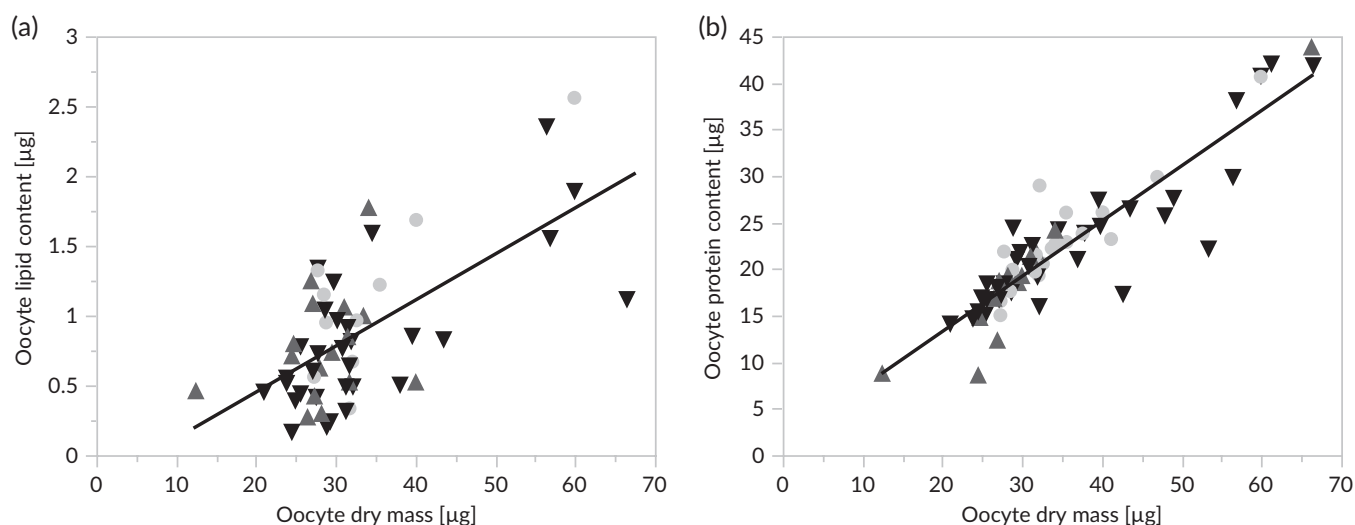 (a)
3
2.5
2
1.5
1
0.5
0
Oocyte lipid content [µg]
0 10 20 30 40 50 60 70
Oocyte dry mass [µg]
(b)
45
40
35
30
25
20
15
10
5
0
Oocyte protein content [µg]
0 10 20 30 40 50 60 70
Oocyte dry mass [µg]